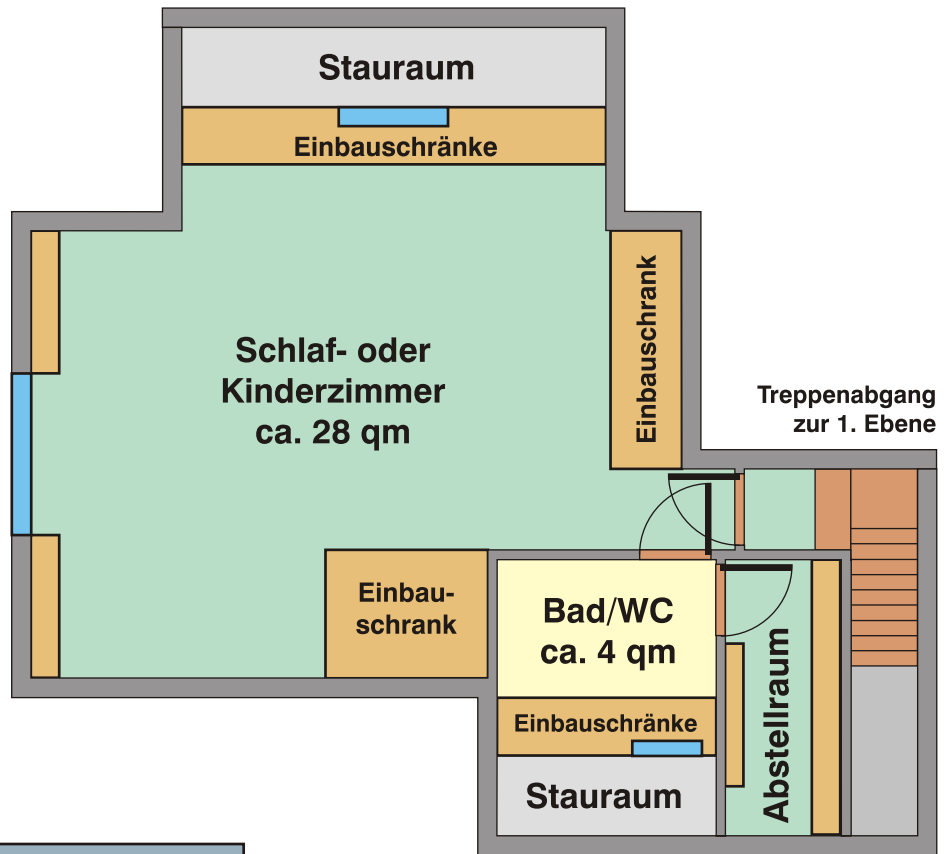 Stauraum
Einbauschränke
Einbauschrank
Schlaf- oder
Kinderzimmer
ca. 28 qm
Treppenabgang
zur 1. Ebene
Einbau-
schrank
Bad/WC
ca. 4 qm
Einbauschränke
Stauraum
Abstellraum